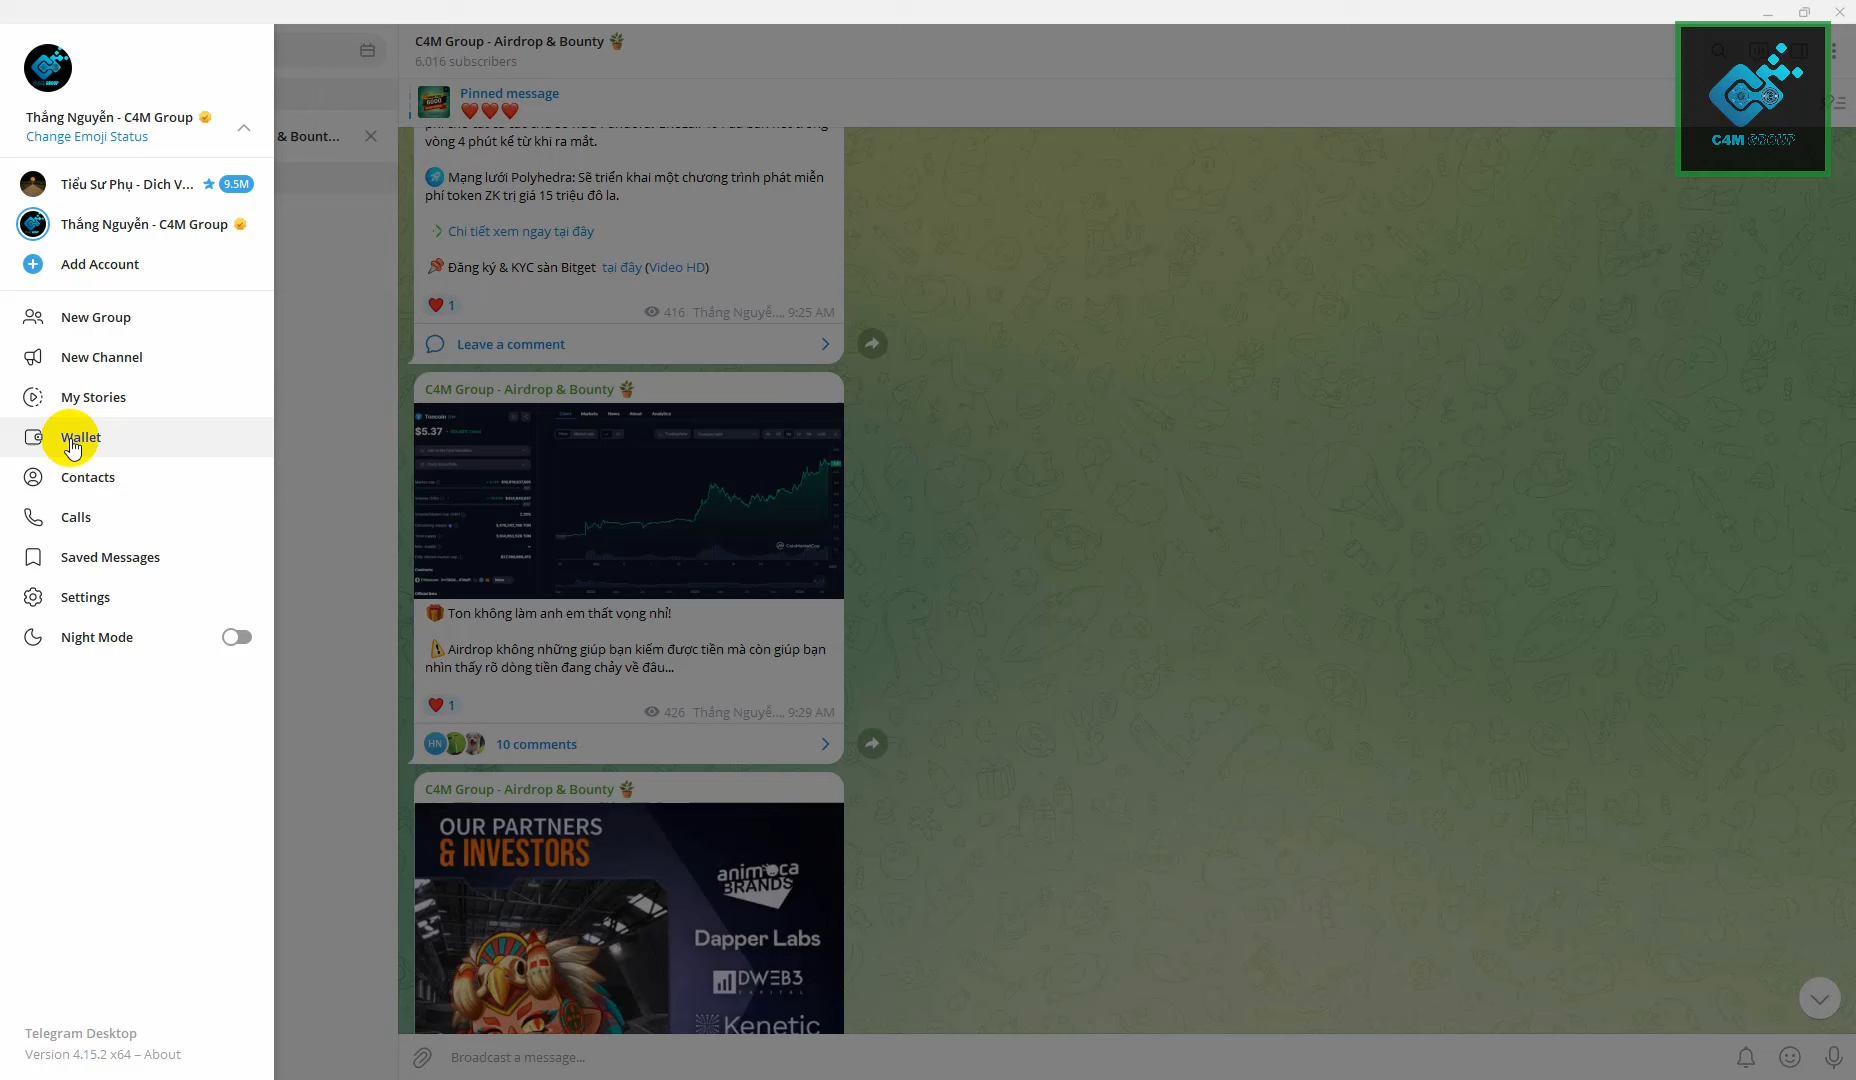 Thắng Nguyễn - C4M Group
Change Emoji Status
Tiểu Sư Phụ - Dich V...
9.5M
Thắng Nguyễn - C4M Group
Add Account
New Group
New Channel
My Stories
Wallet
Contacts
Calls
Saved Messages
Settings
Night Mode
Telegram Desktop
Version 4.15.2 x64 – About
& Bount...
C4M Group - Airdrop & Bounty
6,016 subscribers
Pinned message
vòng 4 phút kể từ khi ra mắt.
Mạng lưới Polyhedra: Sẽ triển khai một chương trình phát miễn
phí token ZK trị giá 15 triệu đô la.
Chi tiết xem ngay tại đây
Đăng ký & KYC sàn Bitget tại đây (Video HD)
1
416 Thắng Nguyễ..., 9:25 AM
Leave a comment
C4M Group - Airdrop & Bounty
Toncoin
$5.37
Markets News About Analytics
CoinMarketCap
Ton không làm anh em thất vọng nhỉ!
Airdrop không những giúp bạn kiếm được tiền mà còn giúp bạn
nhìn thấy rõ dòng tiền đang chảy về đâu...
1
426 Thắng Nguyễ..., 9:29 AM
HN
10 comments
C4M Group - Airdrop & Bounty
OUR PARTNERS
& INVESTORS
animoca
BRANDS
Dapper Labs
DWEB3
CAPITAL
Kenetic
Broadcast a message...
C4M GROUP